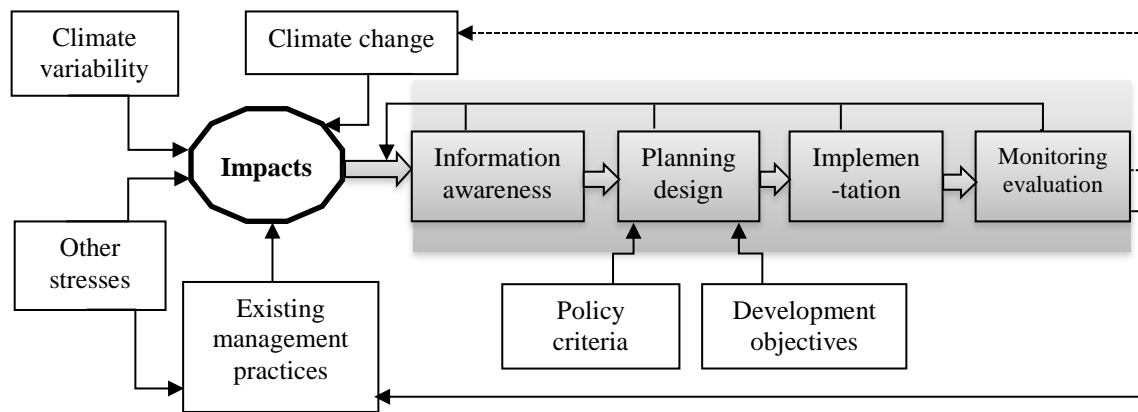 Climate
variability
Climate change
Impacts
Information
awareness
Planning
design
Implemen
-tation
Monitoring
evaluation
Other
stresses
Existing
management
practices
Policy
criteria
Development
objectives